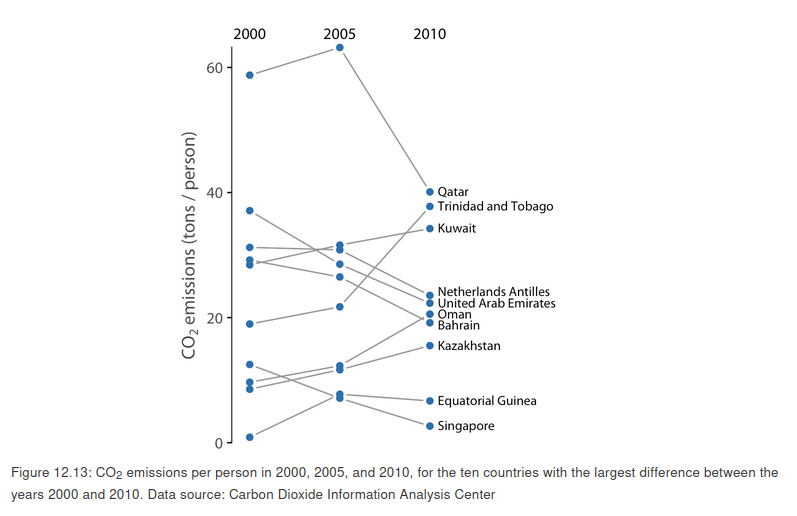 2000 2005 2010
60
40
20
0
CO2 emissions (tons / person)
Qatar
Trinidad and Tobago
Kuwait
Netherlands Antilles
United Arab Emirates
Oman
Bahrain
Kazakhstan
Equatorial Guinea
Singapore
Figure 12.13: CO2 emissions per person in 2000, 2005, and 2010, for the ten countries with the largest difference between the
years 2000 and 2010. Data source: Carbon Dioxide Information Analysis Center